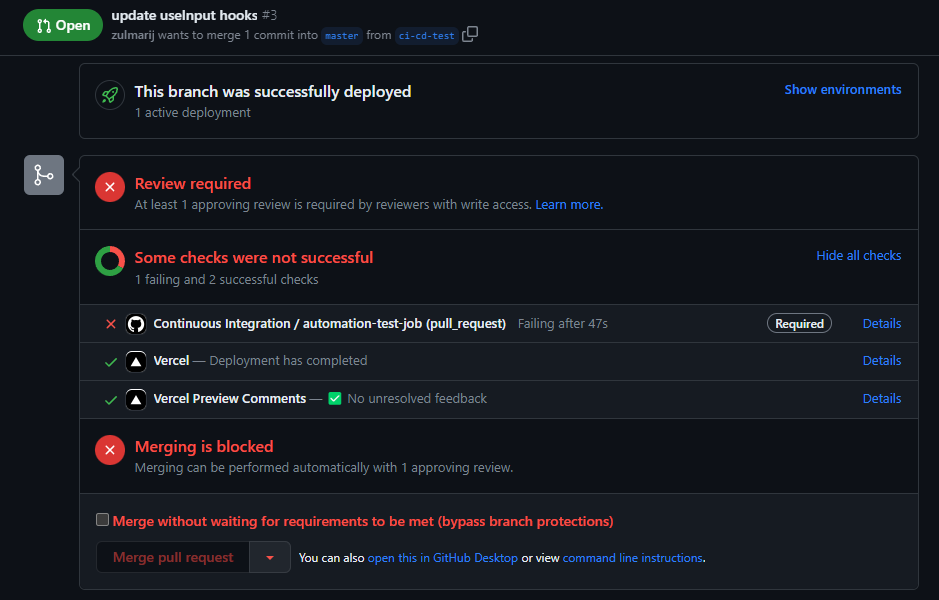 Open
update useInput hooks #3
zulmarij wants to merge 1 commit into master from ci-cd-test
This branch was successfully deployed
Show environments
1 active deployment
Review required
At least 1 approving review is required by reviewers with write access. Learn more.
Some checks were not successful
Hide all checks
1 failing and 2 successful checks
Continuous Integration / automation-test-job (pull_request) Failing after 47s Required Details
Vercel — Deployment has completed Details
Vercel Preview Comments — ✅ No unresolved feedback Details
Merging is blocked
Merging can be performed automatically with 1 approving review.
Merge without waiting for requirements to be met (bypass branch protections)
Merge pull request You can also open this in GitHub Desktop or view command line instructions.